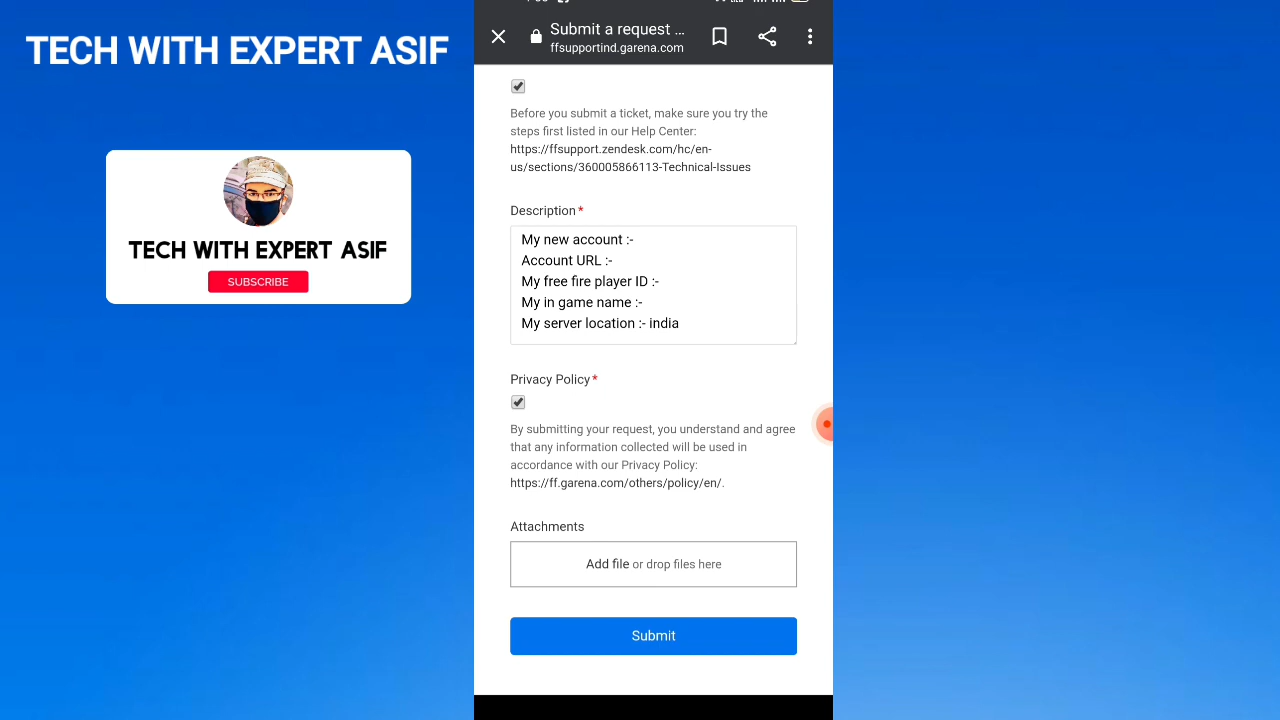 TECH WITH EXPERT ASIF
TECH WITH EXPERT ASIF
SUBSCRIBE
Submit a request ...
ffsupportind.garena.com
Before you submit a ticket, make sure you try the
steps first listed in our Help Center:
https://ffsupport.zendesk.com/hc/en-
us/sections/360005866113-Technical-Issues
Description*
My new account :-
Account URL :-
My free fire player ID :-
My in game name :-
My server location :- india
Privacy Policy*
By submitting your request, you understand and agree
that any information collected will be used in
accordance with our Privacy Policy:
https://ff.garena.com/others/policy/en/.
Attachments
Add file or drop files here
Submit